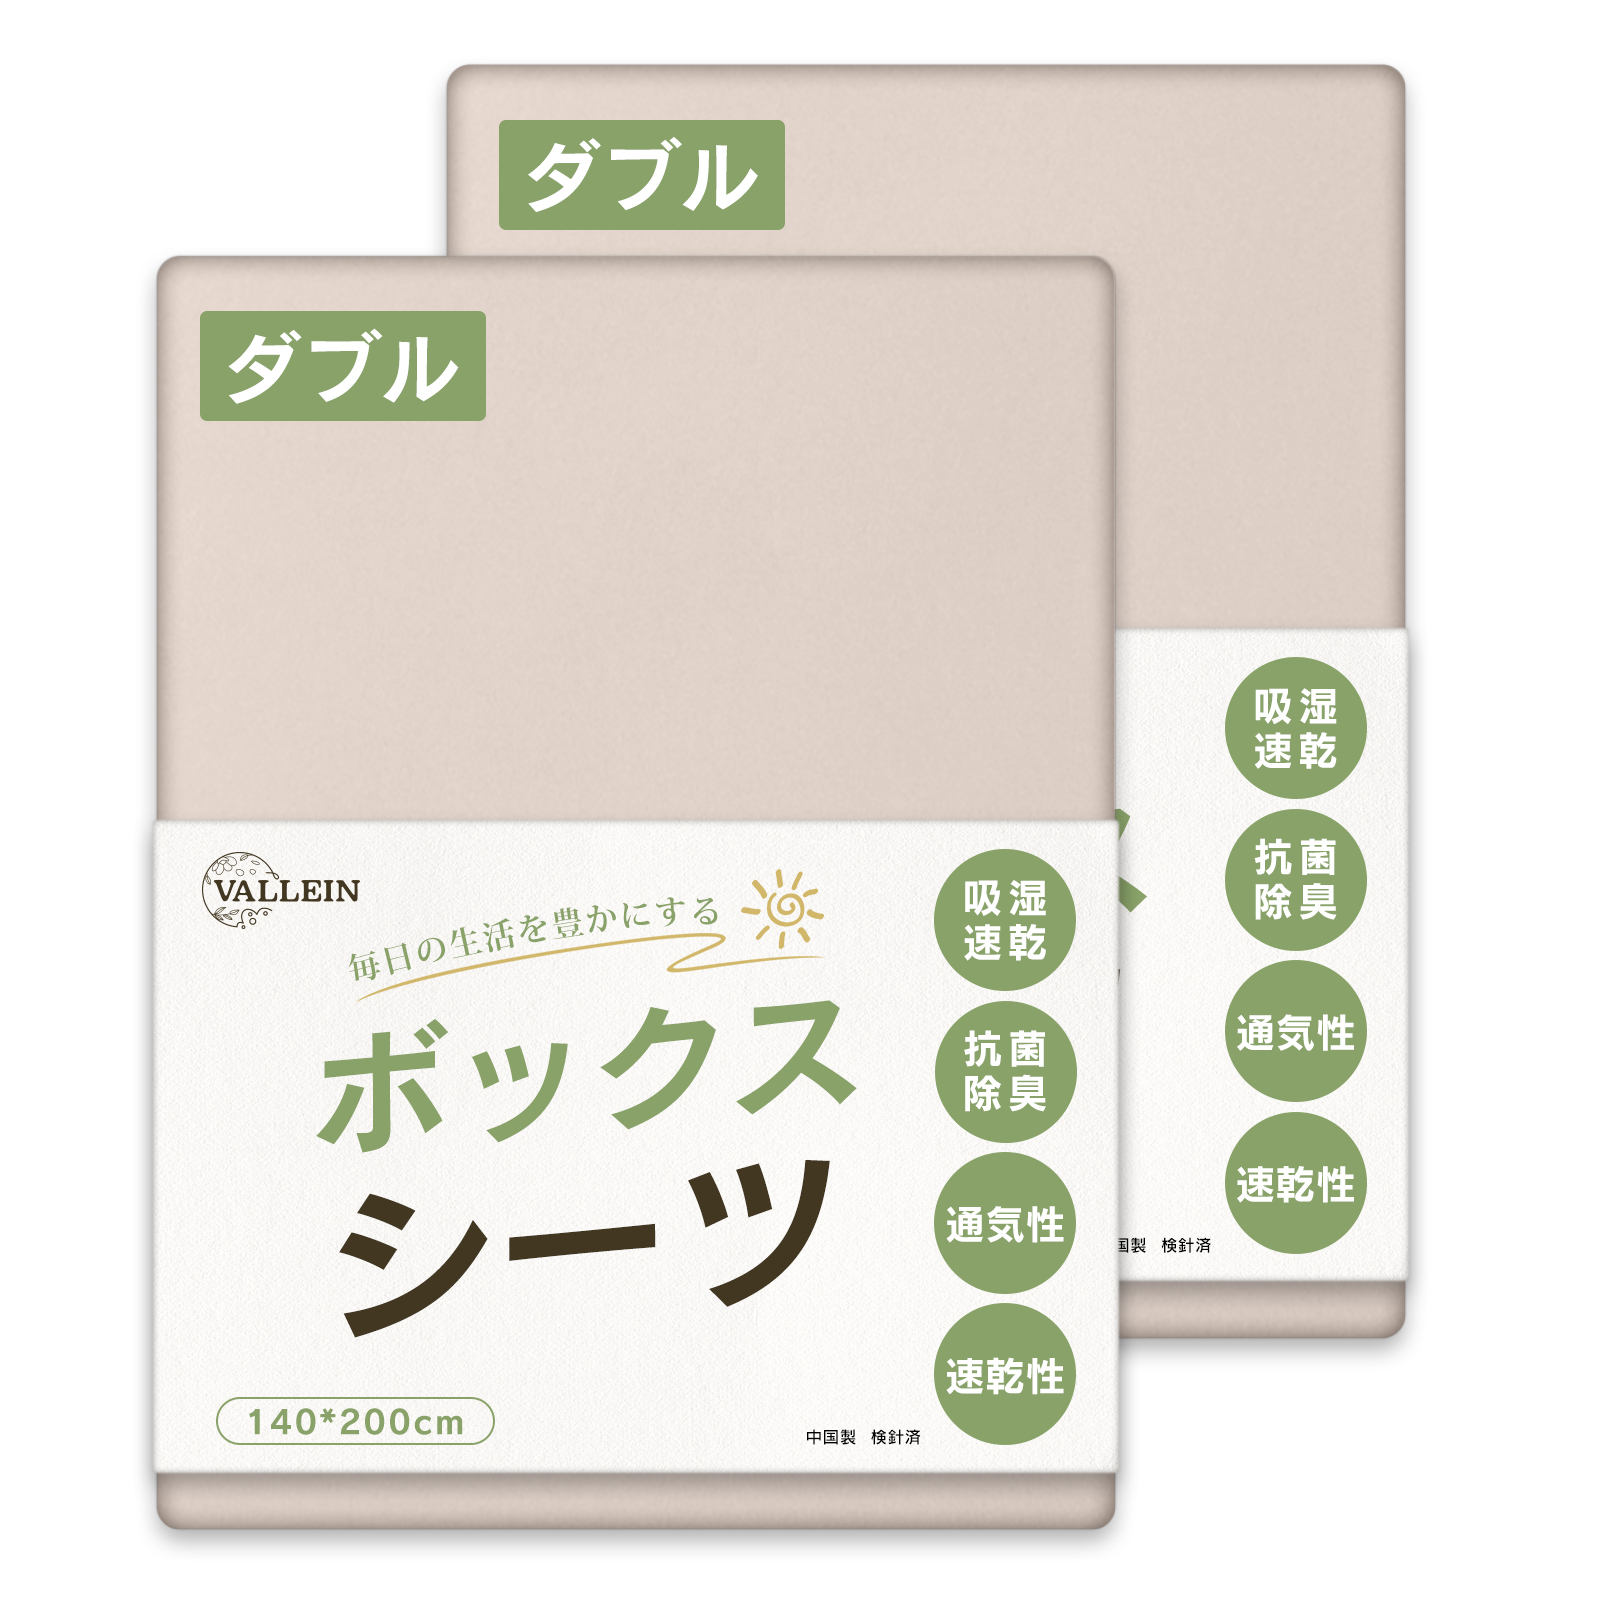 ダブル
ダブル
吸湿
速乾
抗菌
除臭
通気性
速乾性
国製 検針済
VALLEIN
毎日の生活を豊かにする
ボックス
シーツ
140*200cm
吸湿
速乾
抗菌
除臭
通気性
速乾性
中国製 検針済